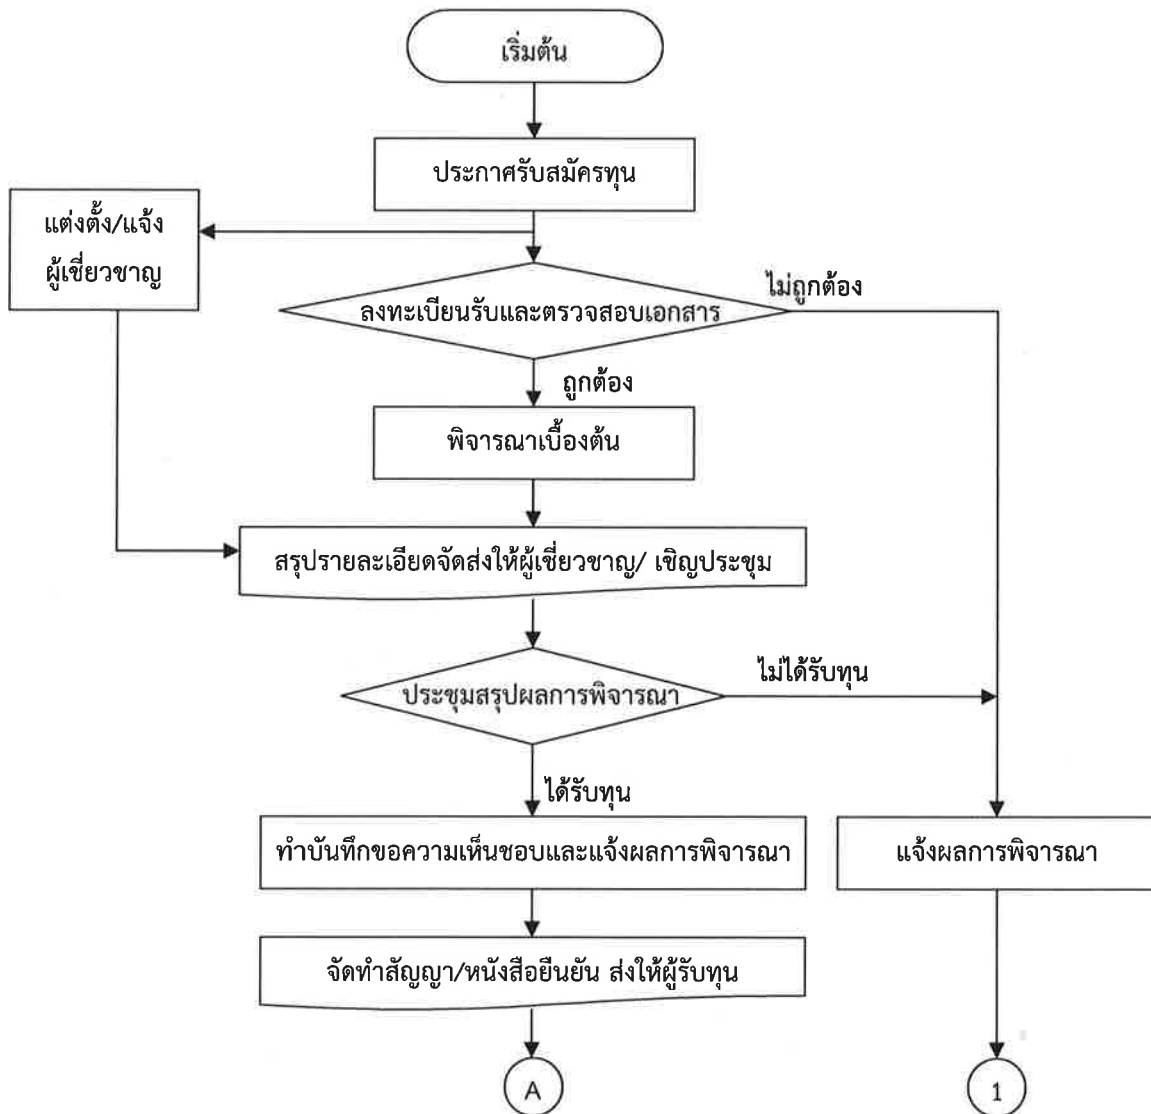 เริ่มต้น
ประกาศรับสมัครทุน
แต่งตั้ง/แจ้ง
ผู้เชี่ยวชาญ
ไม่ถูกต้อง
ลงทะเบียนรับและตรวจสอบเอกสาร
ถูกต้อง
พิจารณาเบื้องต้น
สรุปรายละเอียดจัดส่งให้ผู้เชี่ยวชาญ/ เชิญประชุม
ไม่ได้รับทุน
ประชุมสรุปผลการพิจารณา
ได้รับทุน
ทำบันทึกขอความเห็นชอบและแจ้งผลการพิจารณา
แจ้งผลการพิจารณา
จัดทำสัญญา/หนังสือยืนยัน ส่งให้ผู้รับทุน
A
1